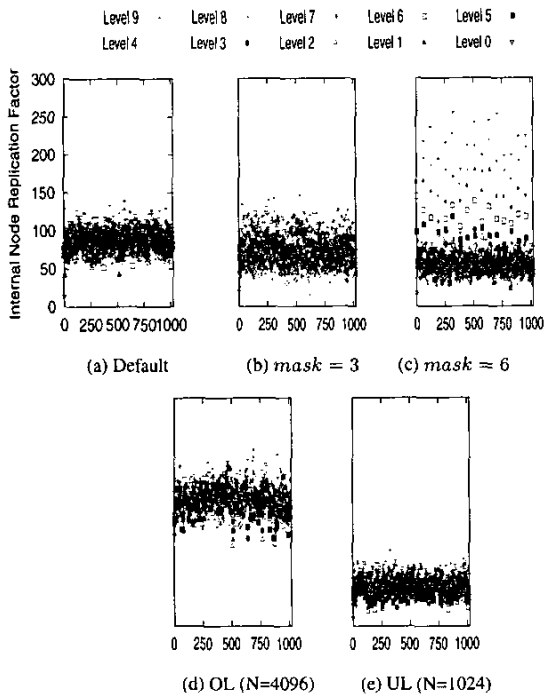 Level 9 Level 8 Level 7 Level 6 Level 5
Level 4 Level 3 Level 2 Level 1 Level 0
Internal Node Replication Factor
300
250
200
150
100
50
0
0 250 500 750 1000
0 250 500 750 1000
0 250 500 750 1000
(a) Default (b) mask = 3 (c) mask = 6
0 250 500 750 1000
0 250 500 750 1000
(d) OL (N=4096) (e) UL (N=1024)